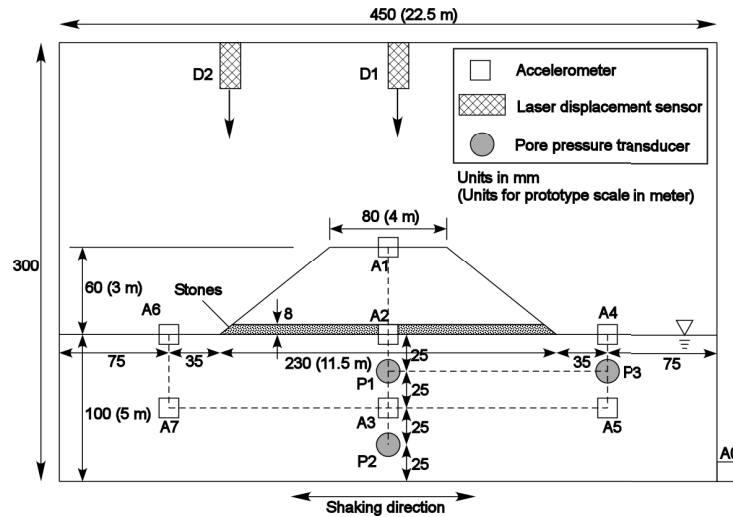 450 (22.5 m)
D2
D1
Accelerometer
Laser displacement sensor
Pore pressure transducer
Units in mm
(Units for prototype scale in meter)
80 (4 m)
300
60 (3 m)
A1
Stones
A6
8
A2
A4
75
35
230 (11.5 m)
25
35
75
P1
P3
25
100 (5 m)
A7
A3
25
A5
P2
25
Shaking direction